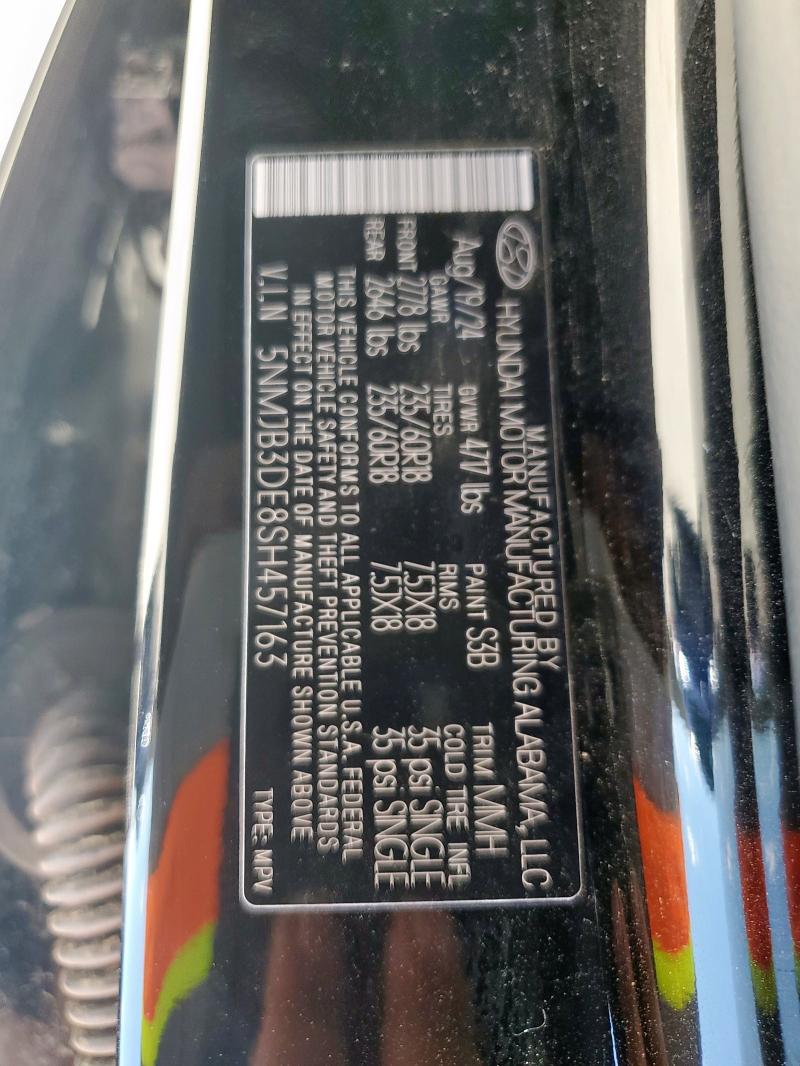 MANUFACTURED BY
HYUNDAI MOTOR MANUFACTURING ALABAMA, LLC
Aug/19/24 GVWR 4717 lbs PAINT S3B TRIM MMH
GAWR TIRES RIMS COLD TIRE INFL
FRONT 2778 lbs 235/60R18 7.5JX18 35 psi SINGLE
REAR 2646 lbs 235/60R18 7.5JX18 35 psi SINGLE
THIS VEHICLE CONFORMS TO ALL APPLICABLE U.S.A. FEDERAL
MOTOR VEHICLE SAFETY AND THEFT PREVENTION STANDARDS
IN EFFECT ON THE DATE OF MANUFACTURE SHOWN ABOVE
V.I.N 5NMJB3DE8SH457163 TYPE: MPV